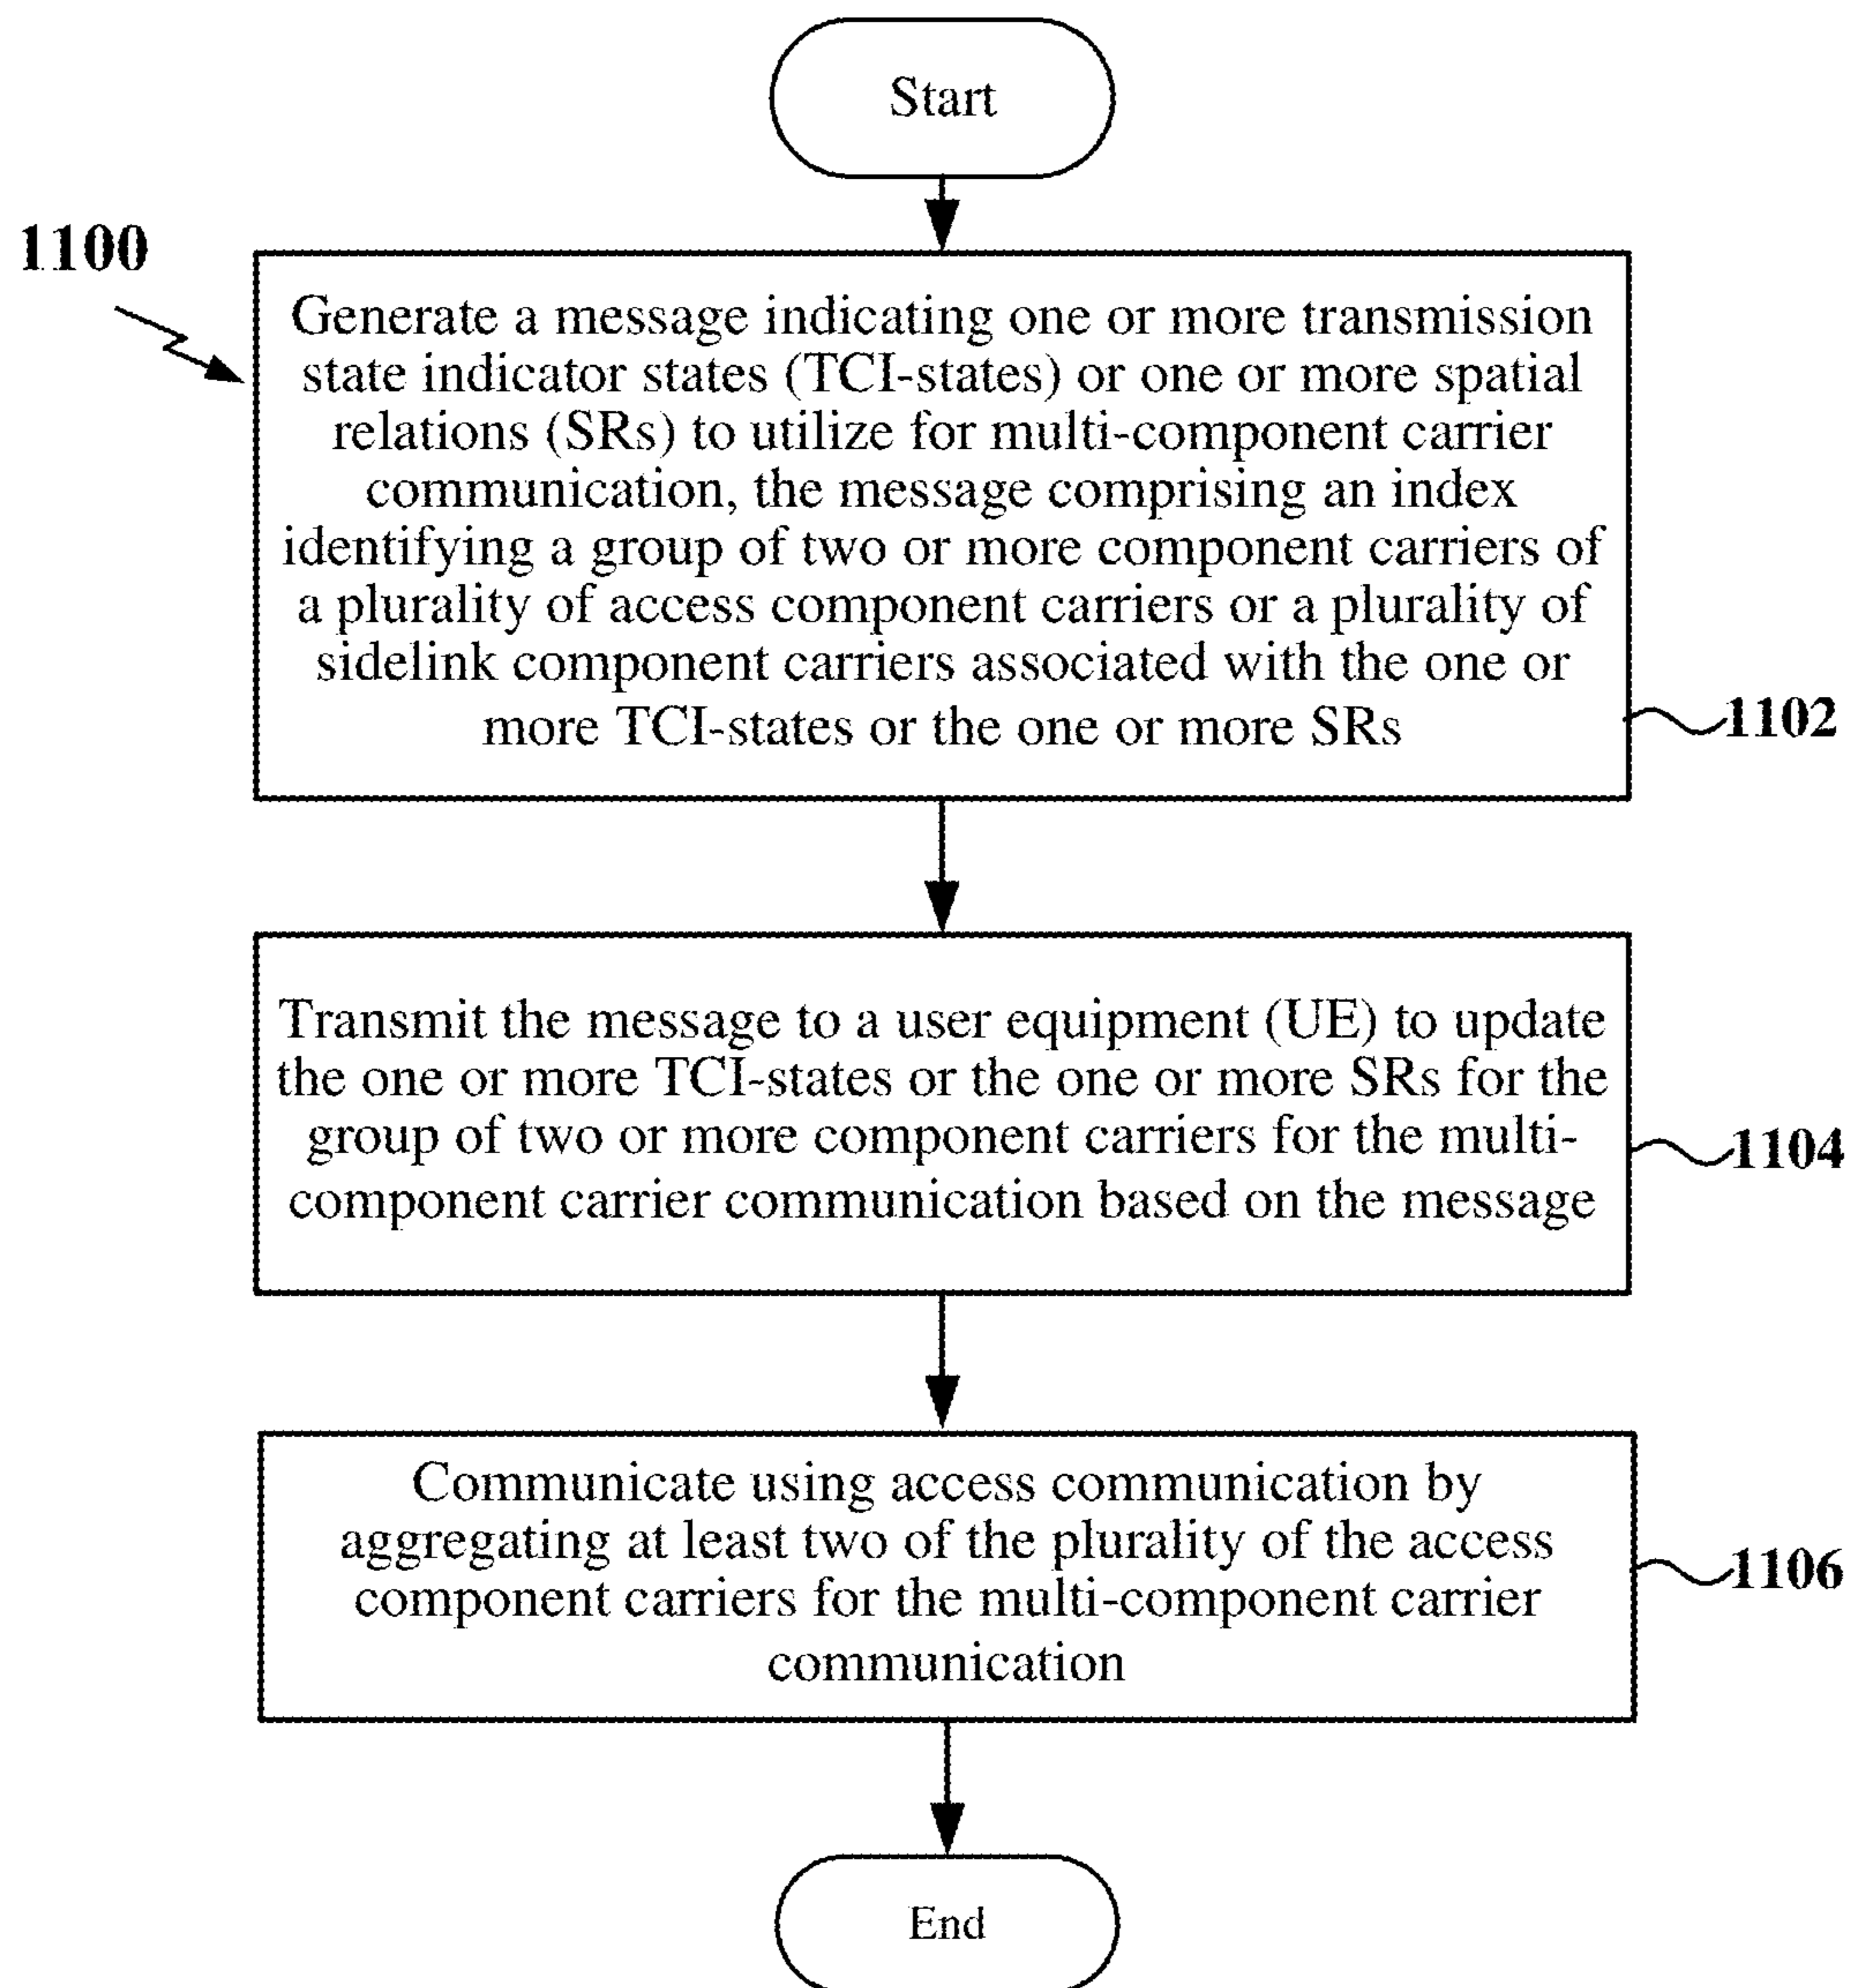 Start
1100
Generate a message indicating one or more transmission
state indicator states (TCI-states) or one or more spatial
relations (SRs) to utilize for multi-component carrier
communication, the message comprising an index
identifying a group of two or more component carriers of
a plurality of access component carriers or a plurality of
sidelink component carriers associated with the one or
more TCI-states or the one or more SRs
1102
Transmit the message to a user equipment (UE) to update
the one or more TCI-states or the one or more SRs for the
group of two or more component carriers for the multi-
component carrier communication based on the message
1104
Communicate using access communication by
aggregating at least two of the plurality of the access
component carriers for the multi-component carrier
communication
1106
End